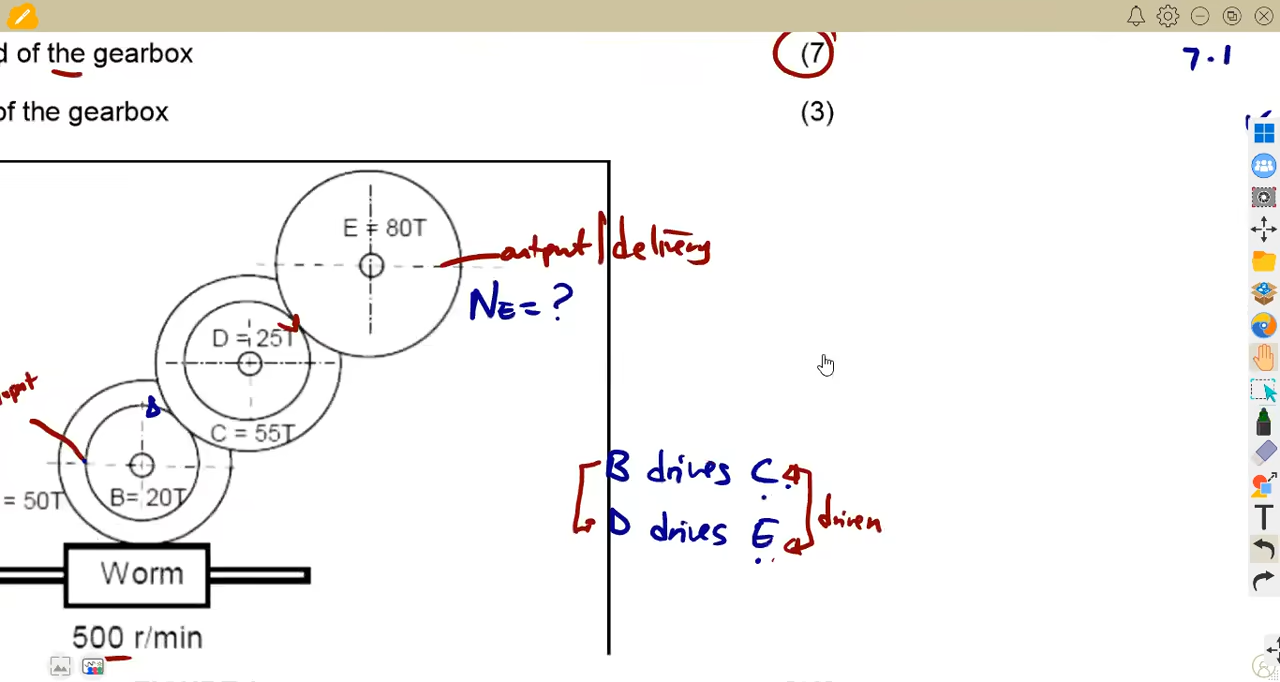 d of the gearbox (7) 7.1
of the gearbox (3)
E = 80T
output / delivery
NE = ?
D = 25T
C = 55T
B drives C
= 50T B= 20T
D drives E driven
Worm
500 r/min
T